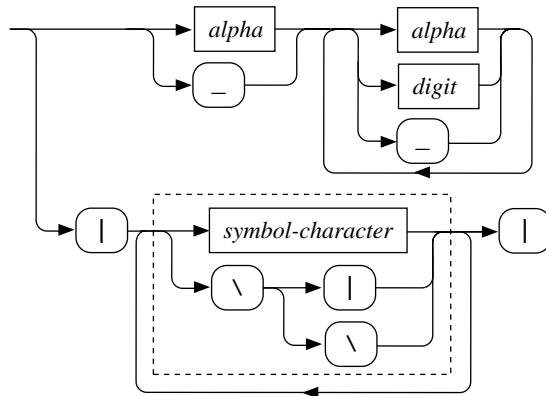 alpha alpha
_ digit
_
| symbol-character |
\ |
\